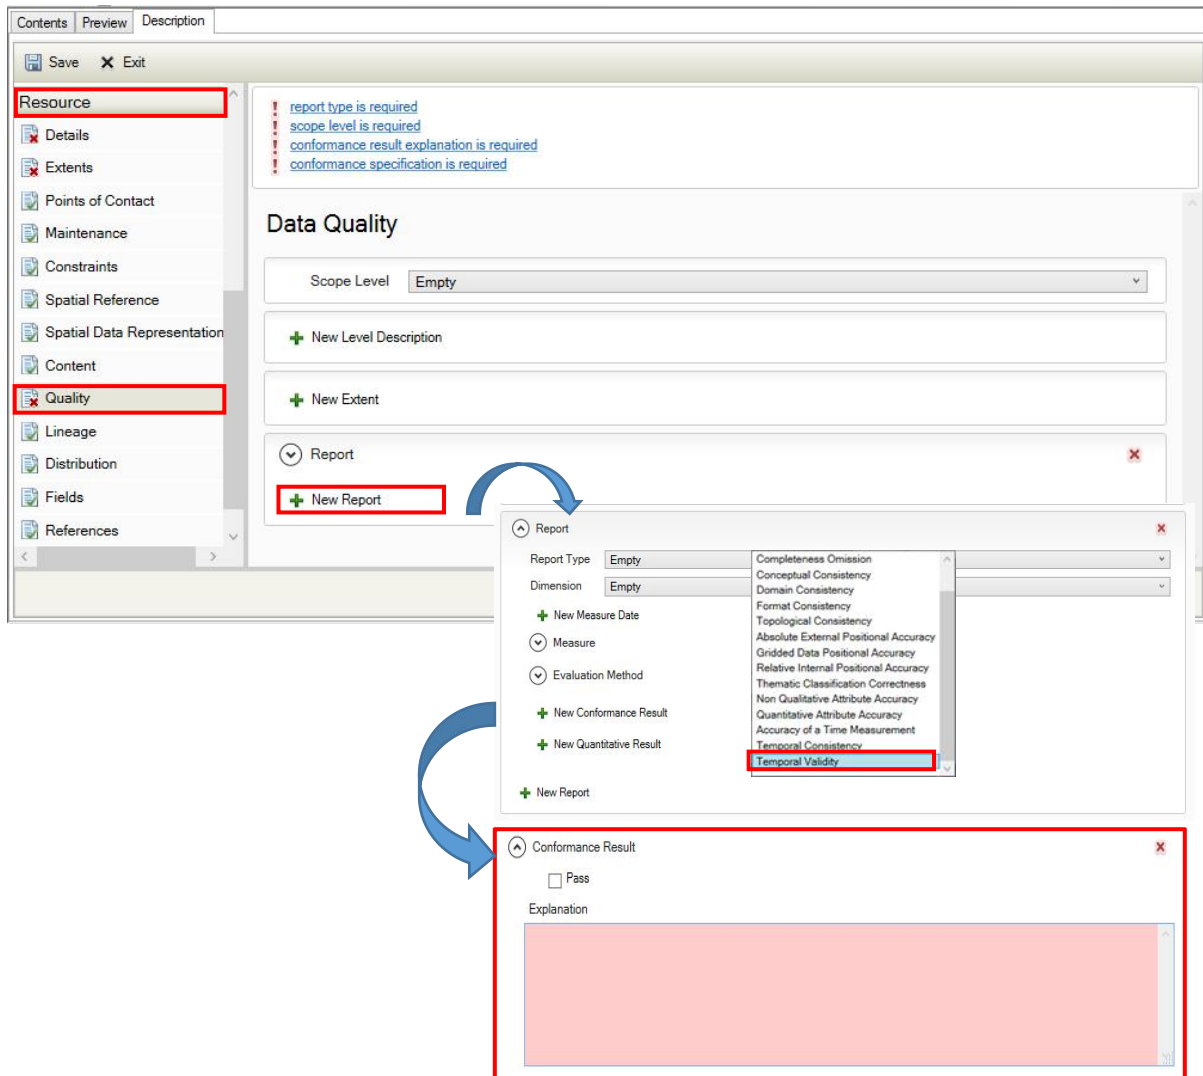 Contents Preview Description
Save Exit
Resource
Details
Extents
Points of Contact
Maintenance
Constraints
Spatial Reference
Spatial Data Representation
Content
Quality
Lineage
Distribution
Fields
References
report type is required
scope level is required
conformance result explanation is required
conformance specification is required
Data Quality
Scope Level Empty
New Level Description
New Extent
Report
New Report
Report
Report Type Empty
Dimension Empty
New Measure Date
Measure
Evaluation Method
New Conformance Result
New Quantitative Result
New Report
Completeness Omission
Conceptual Consistency
Domain Consistency
Format Consistency
Topological Consistency
Absolute External Positional Accuracy
Gridded Data Positional Accuracy
Relative Internal Positional Accuracy
Thematic Classification Correctness
Non Qualitative Attribute Accuracy
Quantitative Attribute Accuracy
Accuracy of a Time Measurement
Temporal Consistency
Temporal Validity
Conformance Result
Pass
Explanation